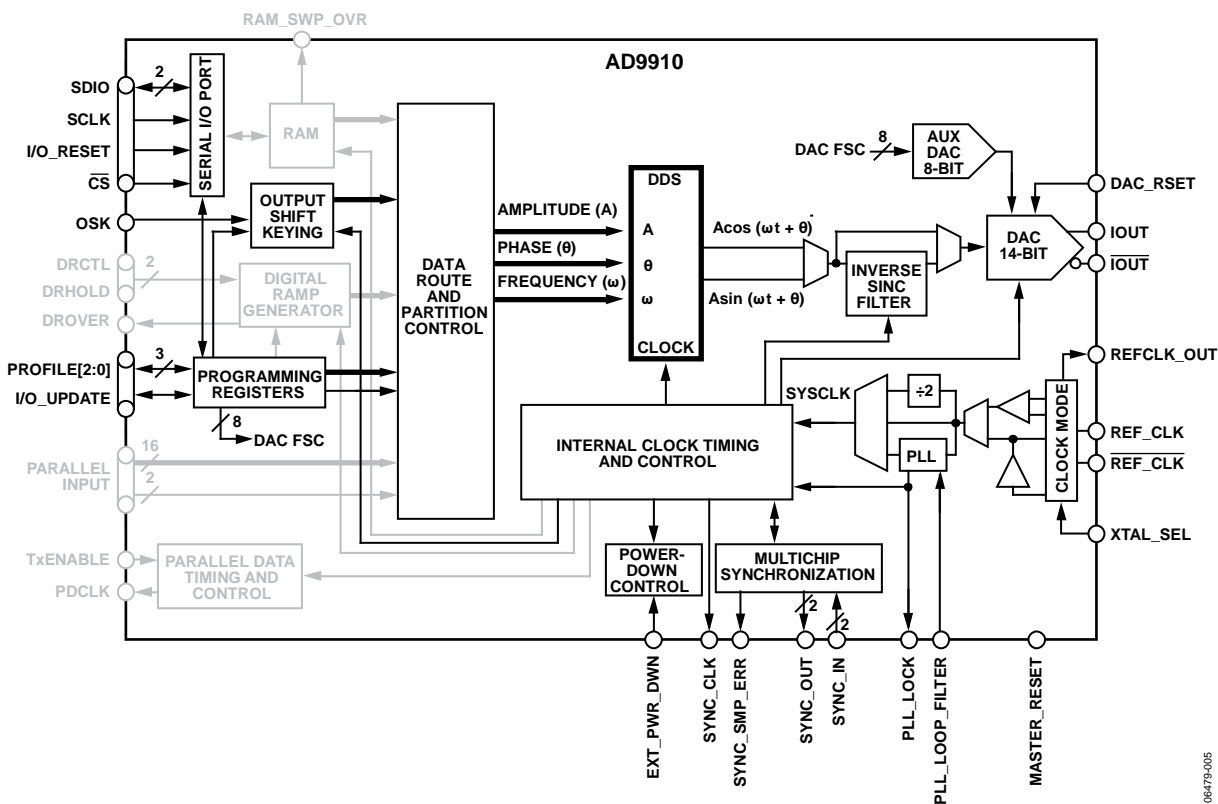 RAM_SWP_OVR
AD9910
SDIO
2
SCLK
I/O_RESET
CS
SERIAL I/O PORT
RAM
OSK
OUTPUT
SHIFT
KEYING
DRCTL
2
DRHOLD
DROVER
DIGITAL
RAMP
GENERATOR
PROFILE[2:0]
3
I/O_UPDATE
PROGRAMMING
REGISTERS
8
DAC FSC
PARALLEL
INPUT
16
2
TxENABLE
PDCLK
PARALLEL DATA
TIMING AND
CONTROL
DATA
ROUTE
AND
PARTITION
CONTROL
AMPLITUDE (A)
PHASE (θ)
FREQUENCY (ω)
DDS
A
θ
ω
CLOCK
Acos (ωt + θ)
Asin (ωt + θ)
DAC FSC
8
AUX
DAC
8-BIT
INVERSE
SINC
FILTER
DAC
14-BIT
DAC_RSET
IOUT
IOUT
INTERNAL CLOCK TIMING
AND CONTROL
SYSCLK
÷2
PLL
CLOCK MODE
REFCLK_OUT
REF_CLK
REF_CLK
XTAL_SEL
POWER-
DOWN
CONTROL
MULTICHIP
SYNCHRONIZATION
2
2
EXT_PWR_DWN
SYNC_CLK
SYNC_SMP_ERR
SYNC_OUT
SYNC_IN
PLL_LOCK
PLL_LOOP_FILTER
MASTER_RESET
06479-005